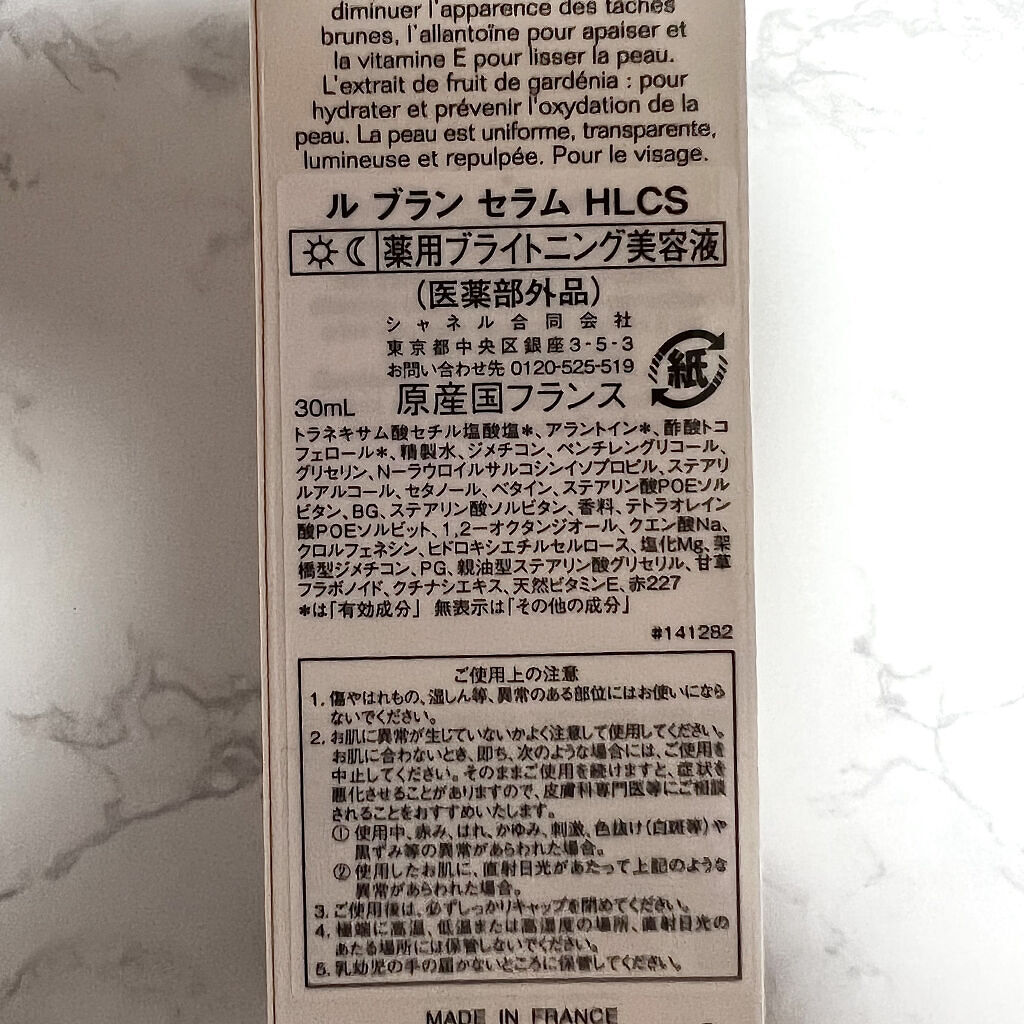 diminuer l'apparence des taches
brunes, l'allantoïne pour apaiser et
la vitamine E pour lisser la peau.
L'extrait de fruit de gardénia : pour
hydrater et prévenir l'oxydation de la
peau. La peau est uniforme, transparente,
lumineuse et repulpée. Pour le visage.
ル ブラン セラム HLCS
薬用ブライトニング美容液
(医薬部外品)
シャネル合同会社
東京都中央区銀座3-5-3
お問い合わせ先 0120-525-519
紙
30mL 原産国フランス
トラネキサム酸セチル塩酸塩*、アラントイン*、酢酸トコ
フェロール*、精製水、ジメチコン、ペンチレングリコール、
グリセリン、N-ラウロイルサルコシンイソプロピル、ステアリ
ルアルコール、セタノール、ベタイン、ステアリン酸POEソル
ビタン、BG、ステアリン酸ソルビタン、香料、テトラオレイン
酸POEソルビット、1,2-オクタンジオール、クエン酸Na、
クロルフェネシン、ヒドロキシエチルセルロース、塩化Mg、架
橋型ジメチコン、PG、親油型ステアリン酸グリセリル、甘草
フラボノイド、クチナシエキス、天然ビタミンE、赤227
*は「有効成分」 無表示は「その他の成分」
#141282
ご使用上の注意
1. 傷やはれもの、湿しん等、異常のある部位にはお使いになら
ないでください。
2. お肌に異常が生じていないかよく注意して使用してください。
お肌に合わないとき、即ち、次のような場合には、ご使用を
中止してください。そのままご使用を続けますと、症状を
悪化させることがありますので、皮膚科専門医等にご相談
されることをおすすめいたします。
① 使用中、赤み、はれ、かゆみ、刺激、色抜け(白斑等)や
黒ずみ等の異常があらわれた場合。
② 使用したお肌に、直射日光があたって上記のような
異常があらわれた場合。
3. ご使用後は、必ずしっかりキャップを閉めてください。
4. 極端に高温、低温または高湿度の場所、直射日光の
あたる場所には保管しないでください。
5. 乳幼児の手の届かないところに保管してください。
MADE IN FRANCE